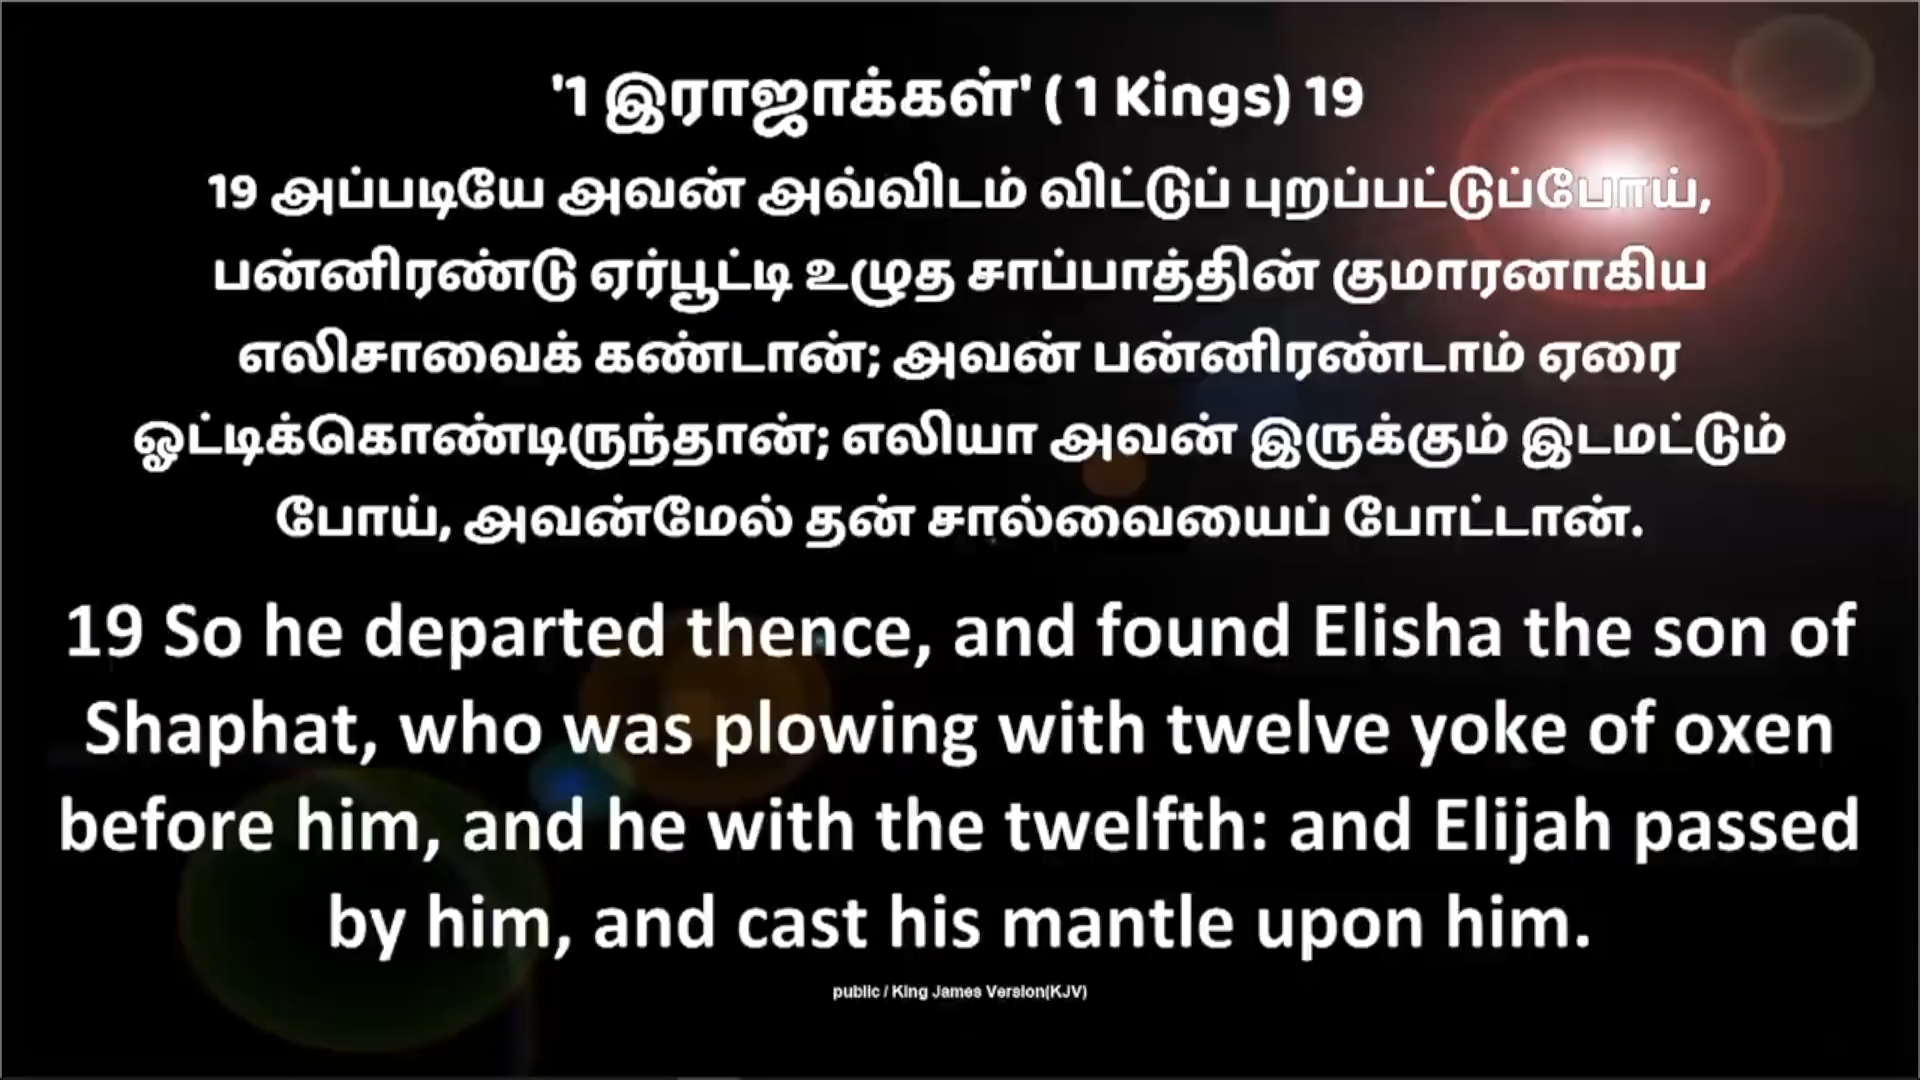 '1 இராஜாக்கள்' ( 1 Kings) 19
19 அப்படியே அவன் அவ்விடம் விட்டுப் புறப்பட்டுப்போய்,
பன்னிரண்டு ஏர்பூட்டி உழுத சாப்பாத்தின் குமாரனாகிய
எலிசாவைக் கண்டான்; அவன் பன்னிரண்டாம் ஏரை
ஓட்டிக்கொண்டிருந்தான்; எலியா அவன் இருக்கும் இடமட்டும்
போய், அவன்மேல் தன் சால்வையைப் போட்டான்.
19 So he departed thence, and found Elisha the son of
Shaphat, who was plowing with twelve yoke of oxen
before him, and he with the twelfth: and Elijah passed
by him, and cast his mantle upon him.
public / King James Version(KJV)